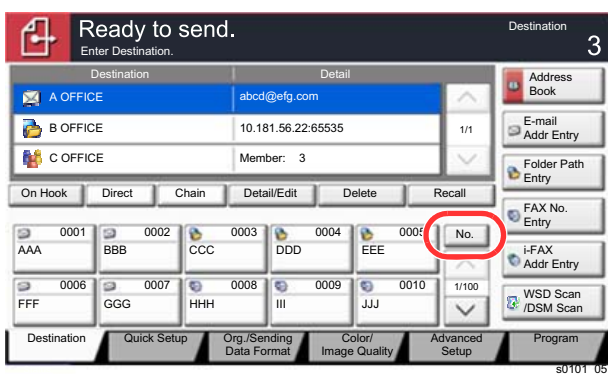 Ready to send.
Enter Destination.
Destination
3
Destination Detail
A OFFICE abcd@efg.com
B OFFICE 10.181.56.22:65535
C OFFICE Member: 3
1/1
On Hook Direct Chain Detail/Edit Delete Recall
0001 0002 0003 0004 0005
AAA BBB CCC DDD EEE
No.
0006 0007 0008 0009 0010
FFF GGG HHH III JJJ
1/100
Address
Book
E-mail
Addr Entry
Folder Path
Entry
FAX No.
Entry
i-FAX
Addr Entry
WSD Scan
/DSM Scan
Destination Quick Setup Org./Sending
Data Format Color/
Image Quality Advanced
Setup Program
s0101_05